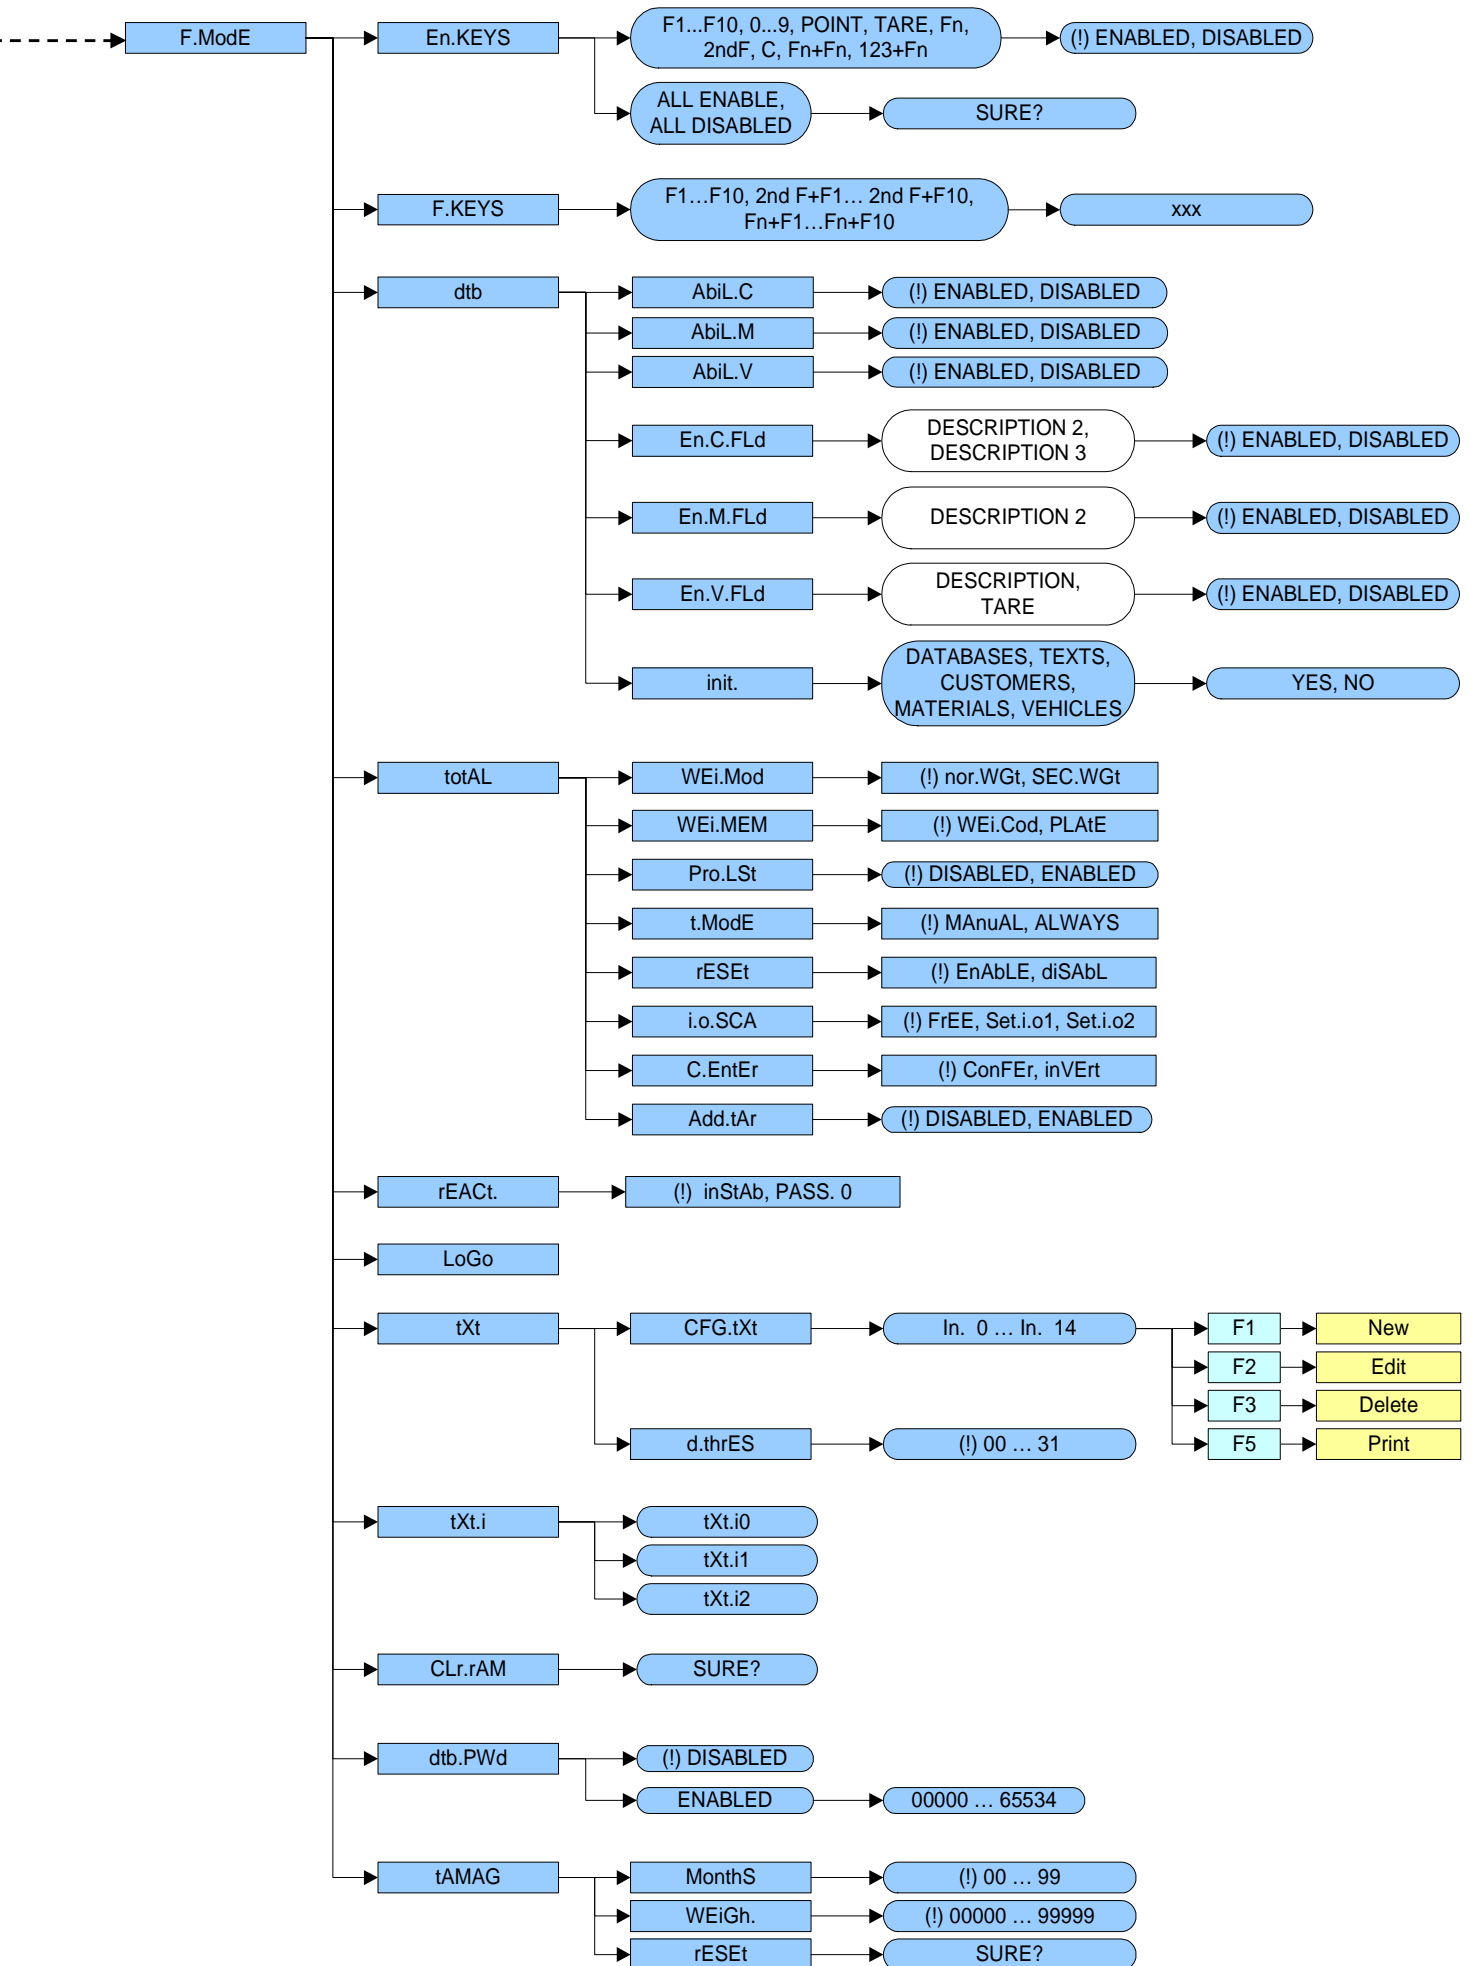 F.ModE
En.KEYS
F1...F10, 0...9, POINT, TARE, Fn,
2ndF, C, Fn+Fn, 123+Fn
(!) ENABLED, DISABLED
ALL ENABLE,
ALL DISABLED
SURE?
F.KEYS
F1…F10, 2nd F+F1… 2nd F+F10,
Fn+F1…Fn+F10
xxx
dtb
AbiL.C
(!) ENABLED, DISABLED
AbiL.M
(!) ENABLED, DISABLED
AbiL.V
(!) ENABLED, DISABLED
En.C.FLd
DESCRIPTION 2,
DESCRIPTION 3
(!) ENABLED, DISABLED
En.M.FLd
DESCRIPTION 2
(!) ENABLED, DISABLED
En.V.FLd
DESCRIPTION,
TARE
(!) ENABLED, DISABLED
init.
DATABASES, TEXTS,
CUSTOMERS,
MATERIALS, VEHICLES
YES, NO
totAL
WEi.Mod
(!) nor.WGt, SEC.WGt
WEi.MEM
(!) WEi.Cod, PLAtE
Pro.LSt
(!) DISABLED, ENABLED
t.ModE
(!) MAnuAL, ALWAYS
rESEt
(!) EnAbLE, diSAbL
i.o.SCA
(!) FrEE, Set.i.o1, Set.i.o2
C.EntEr
(!) ConFEr, inVErt
Add.tAr
(!) DISABLED, ENABLED
rEACt.
(!) inStAb, PASS. 0
LoGo
tXt
CFG.tXt
In. 0 … In. 14
F1
New
F2
Edit
F3
Delete
F5
Print
d.thrES
(!) 00 … 31
tXt.i
tXt.i0
tXt.i1
tXt.i2
CLr.rAM
SURE?
dtb.PWd
(!) DISABLED
ENABLED
00000 … 65534
tAMAG
MonthS
(!) 00 … 99
WEiGh.
(!) 00000 … 99999
rESEt
SURE?